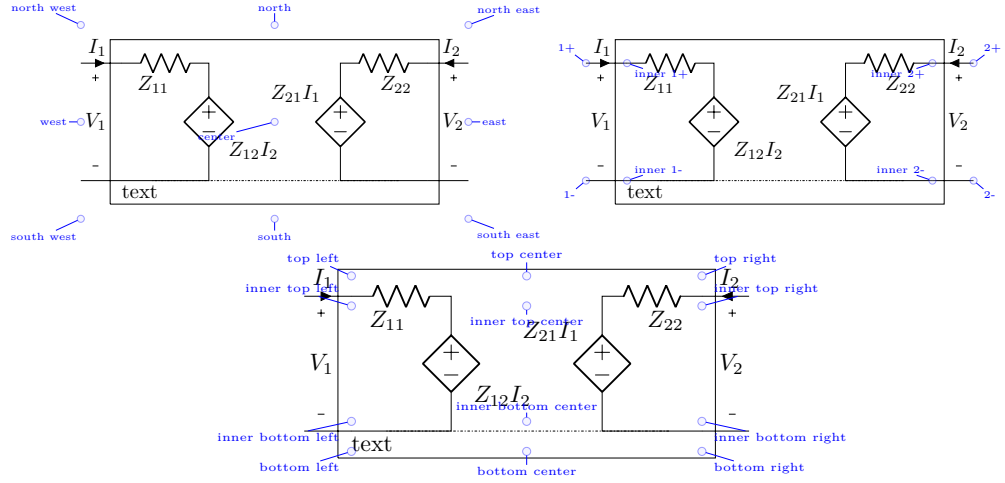 north west
north
north east
I1
I2
+
+
Z11
Z22
Z21I1
+
−
+
−
west
V1
center
V2
east
Z12I2
-
-
text
south west
south
south east
1+
I1
I2
2+
+
inner 1+
inner 2+
+
Z11
Z22
Z21I1
+
−
+
−
V1
V2
Z12I2
-
-
1-
inner 1-
inner 2-
2-
text
top left
top center
top right
I1
I2
inner top left
inner top right
+
+
Z11
inner top center
Z22
Z21I1
+
−
+
−
V1
V2
Z12I2
inner bottom center
-
-
inner bottom left
inner bottom right
text
bottom left
bottom center
bottom right